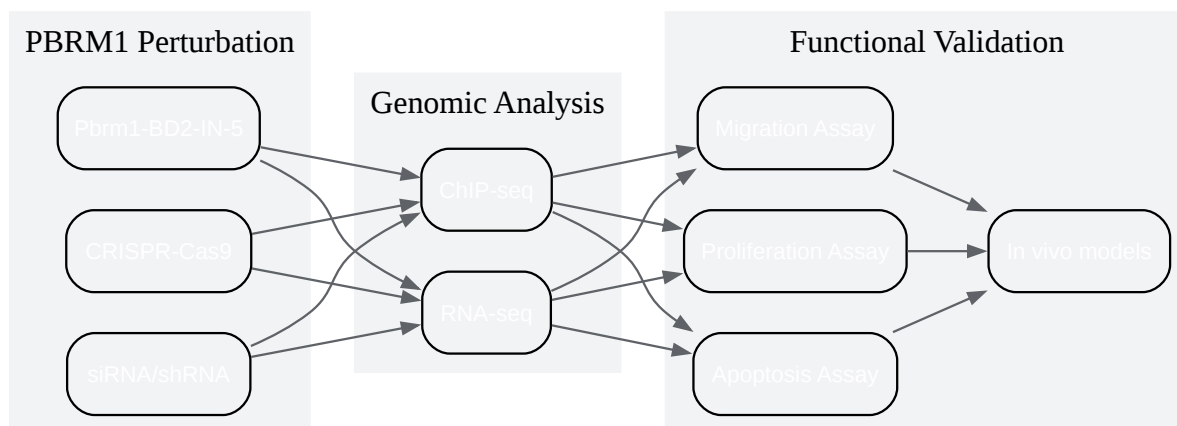 PBRM1 Perturbation
Pbrm1-BD2-IN-5
CRISPR-Cas9
siRNA/shRNA
Genomic Analysis
ChIP-seq
RNA-seq
Functional Validation
Migration Assay
Proliferation Assay
Apoptosis Assay
In vivo models